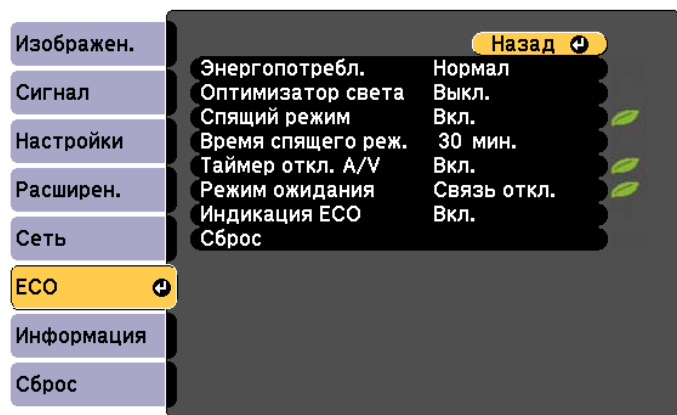 Изображен.
Сигнал
Настройки
Расширен.
Сеть
ECO
Информация
Сброс
Назад
Энергопотребл. Нормал
Оптимизатор света Выкл.
Спящий режим Вкл.
Время спящего реж. 30 мин.
Таймер откл. A/V Вкл.
Режим ожидания Связь откл.
Индикация ECO Вкл.
Сброс